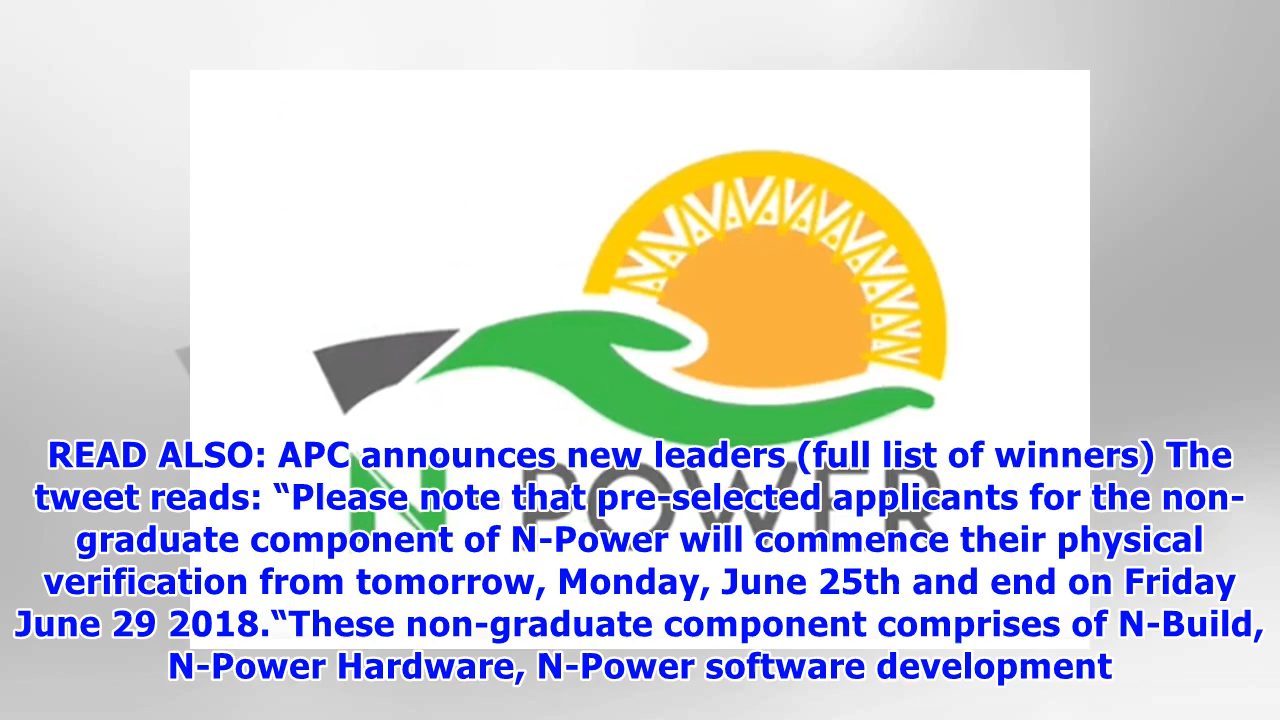 READ ALSO: APC announces new leaders (full list of winners) The
tweet reads: “Please note that pre-selected applicants for the non-
graduate component of N-Power will commence their physical
verification from tomorrow, Monday, June 25th and end on Friday
June 29 2018.“These non-graduate component comprises of N-Build,
N-Power Hardware, N-Power software development
N POWER